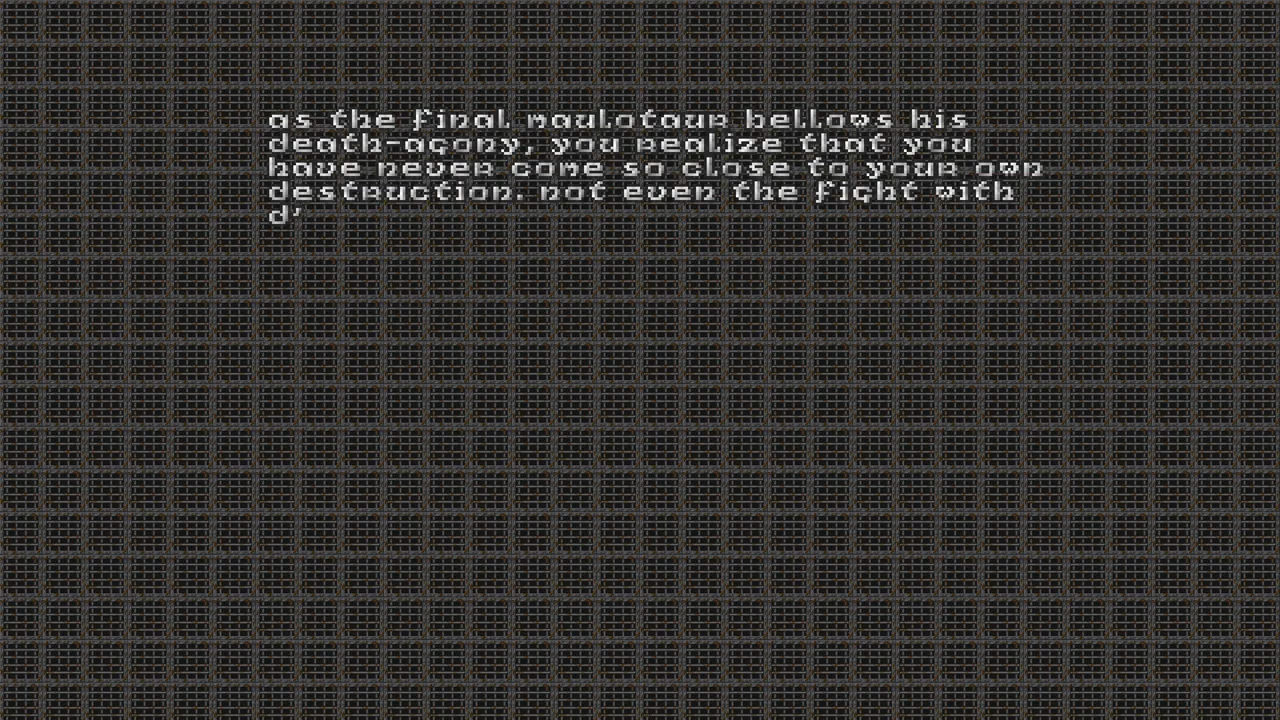 as the final maulotaur bellows his
death-agony, you realize that you
have never come so close to your own
destruction. not even the fight with
d'